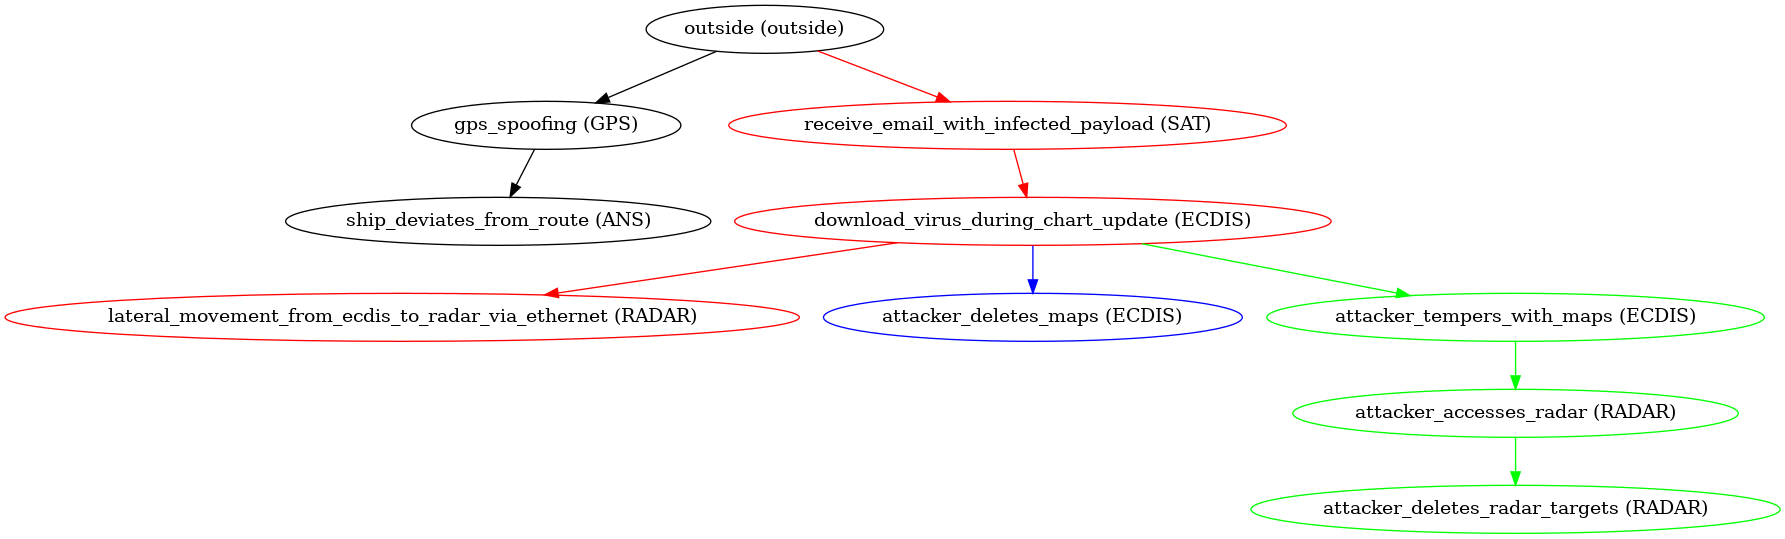 outside (outside)
gps_spoofing (GPS)
receive_email_with_infected_payload (SAT)
ship_deviates_from_route (ANS)
download_virus_during_chart_update (ECDIS)
lateral_movement_from_ecdis_to_radar_via_ethernet (RADAR)
attacker_deletes_maps (ECDIS)
attacker_tempers_with_maps (ECDIS)
attacker_accesses_radar (RADAR)
attacker_deletes_radar_targets (RADAR)